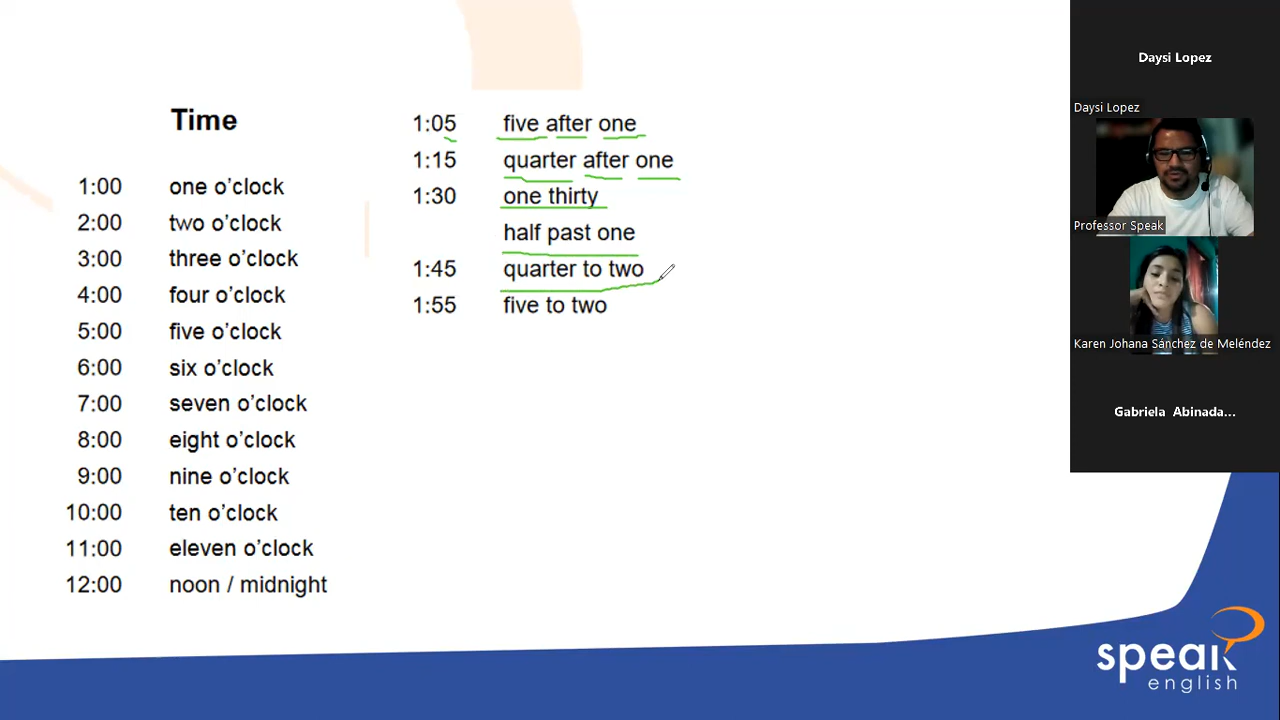 Time
1:00 one o'clock
2:00 two o'clock
3:00 three o'clock
4:00 four o'clock
5:00 five o'clock
6:00 six o'clock
7:00 seven o'clock
8:00 eight o'clock
9:00 nine o'clock
10:00 ten o'clock
11:00 eleven o'clock
12:00 noon / midnight
1:05 five after one
1:15 quarter after one
1:30 one thirty
half past one
1:45 quarter to two
1:55 five to two
Daysi Lopez
Daysi Lopez
Professor Speak
Karen Johana Sánchez de Meléndez
Gabriela Abinada...
speak
english